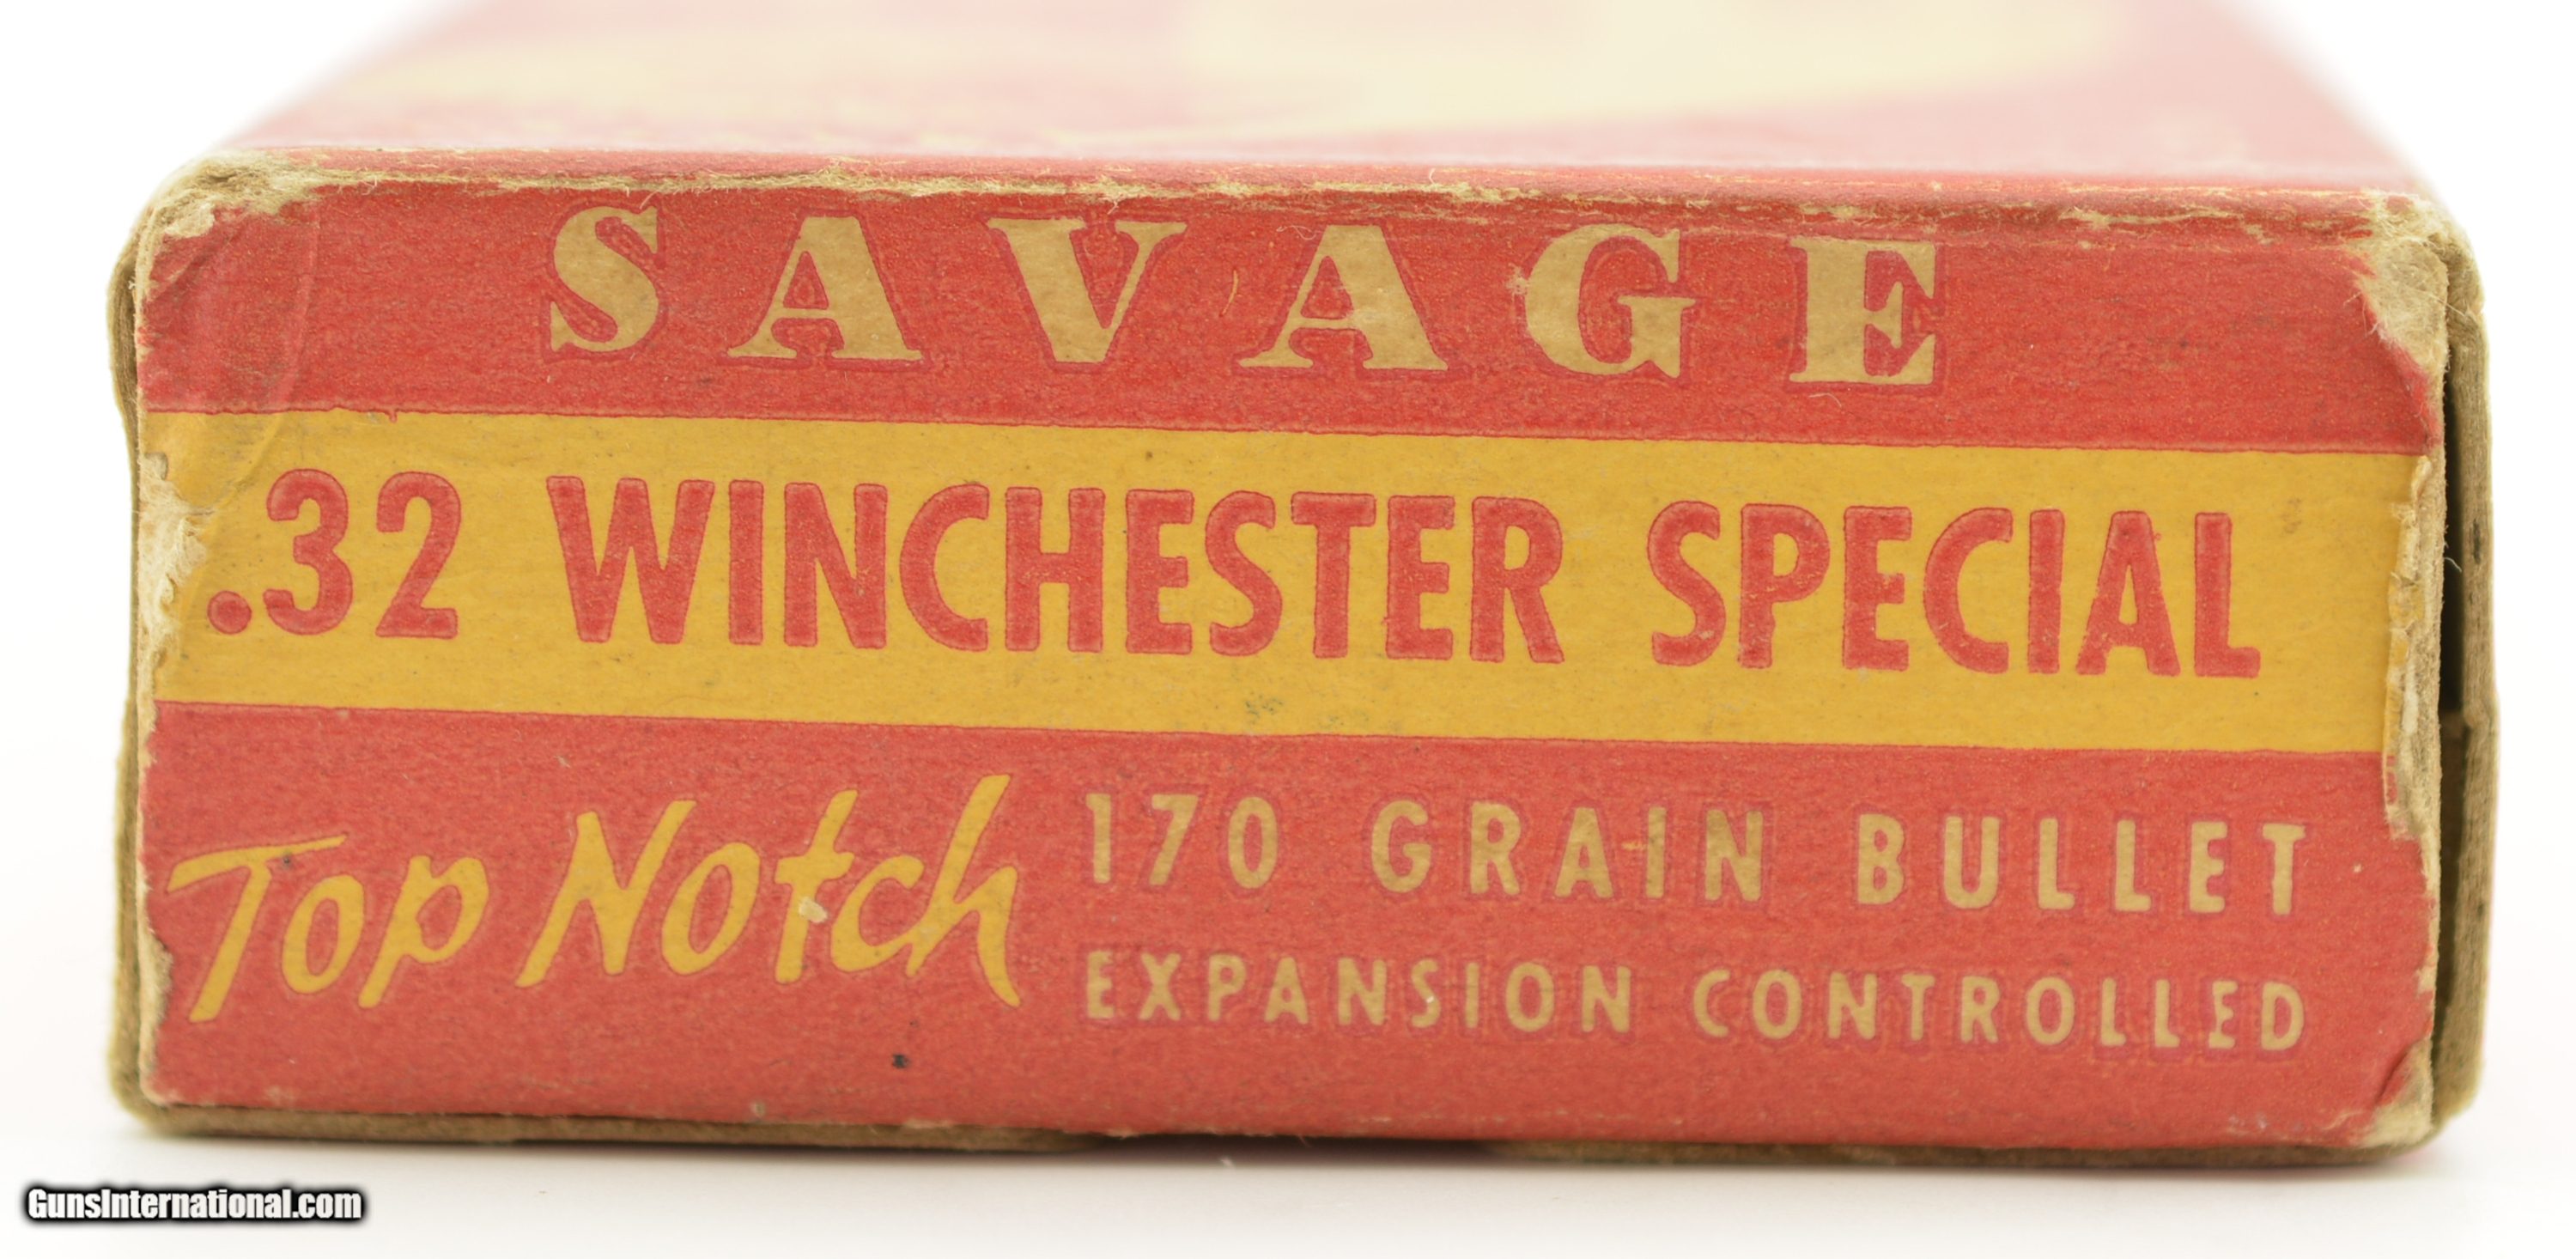 SAVAGE
.32 WINCHESTER SPECIAL
Top Notch
170 GRAIN BULLET
EXPANSION CONTROLLED
GunsInternational.com